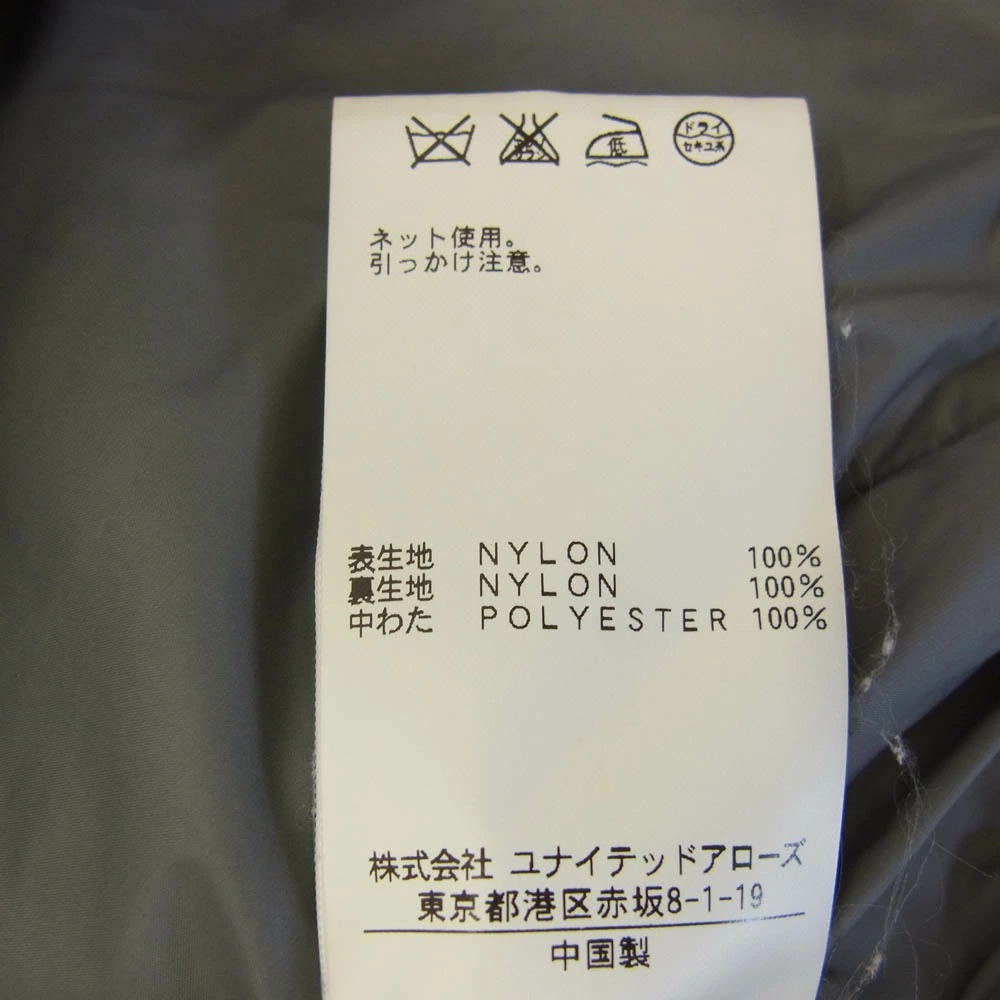 低 ドライ
セキユ系
ネット使用。
引っかけ注意。
表生地 NYLON 100%
裏生地 NYLON 100%
中わた POLYESTER 100%
株式会社 ユナイテッドアローズ
東京都港区赤坂8-1-19
中国製